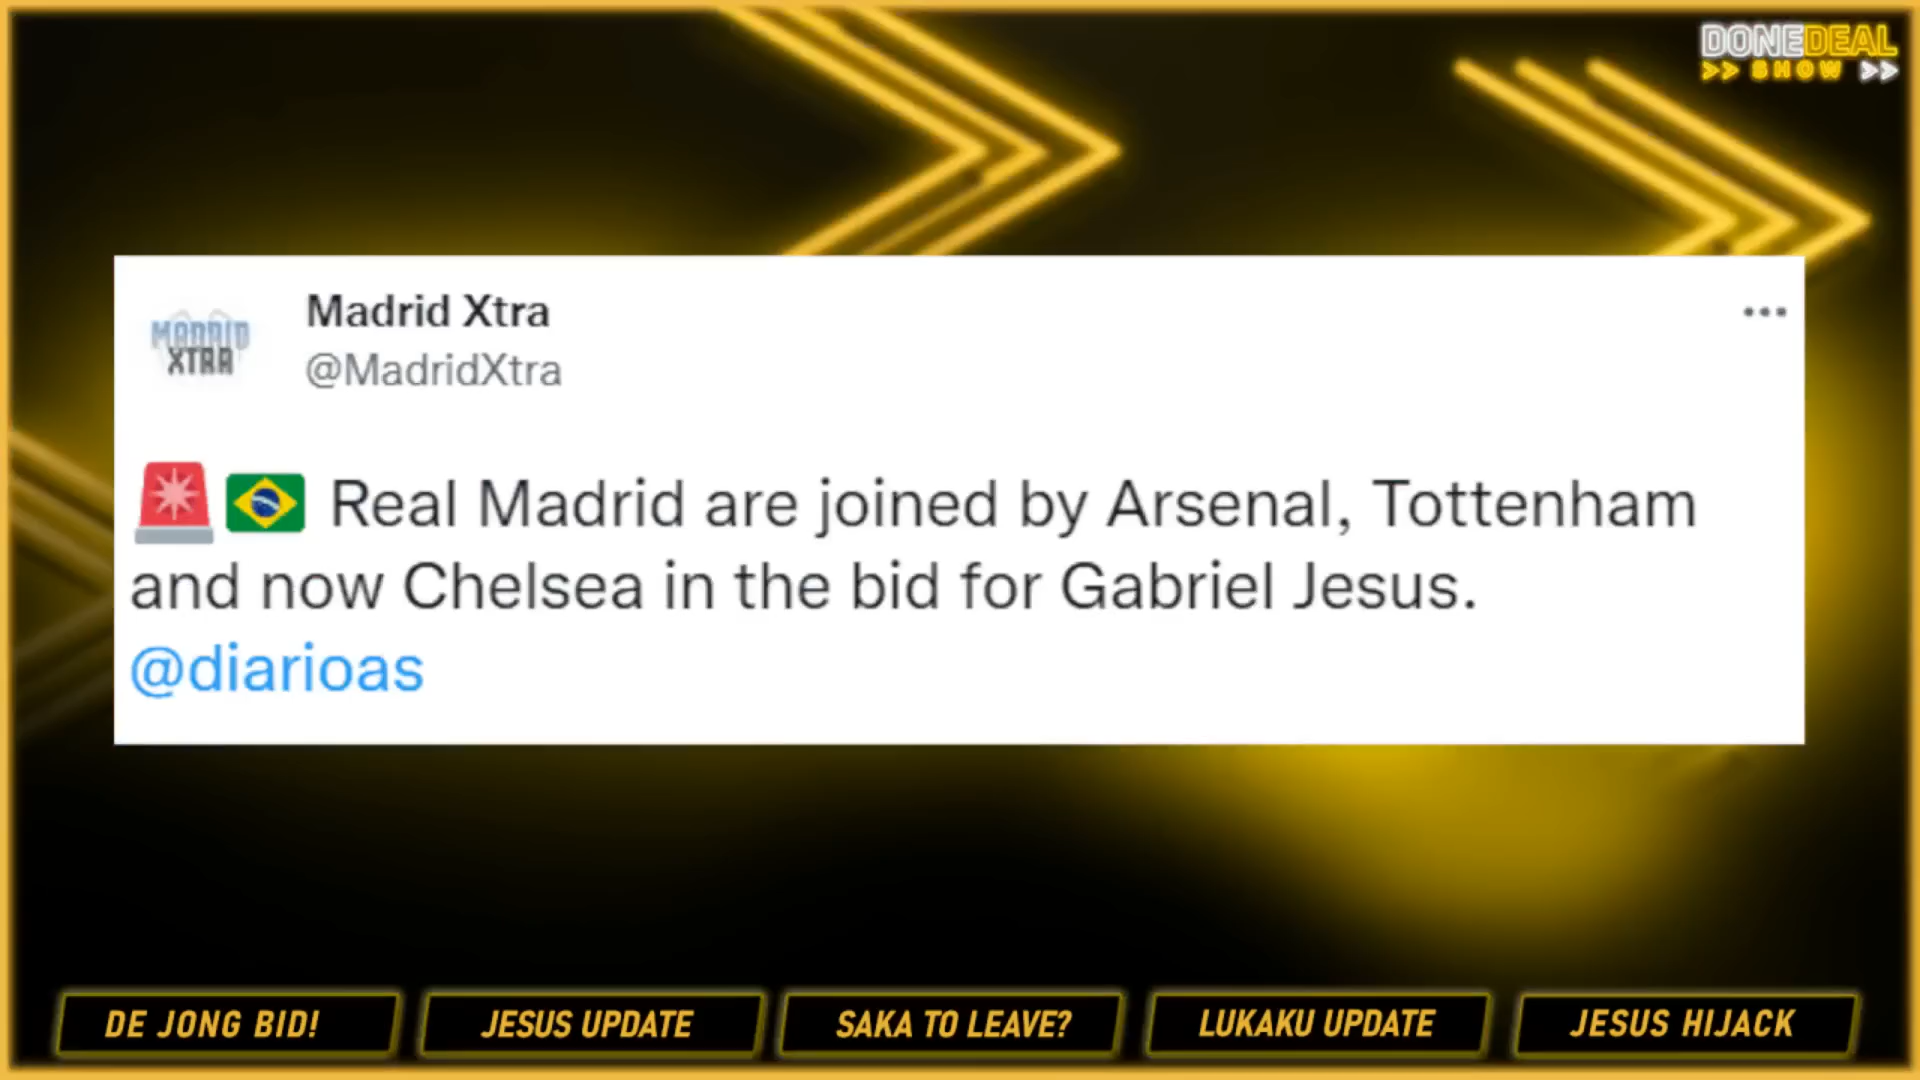 DONEDEAL
SHOW
MADRID
XTRA
Madrid Xtra
@MadridXtra
Real Madrid are joined by Arsenal, Tottenham
and now Chelsea in the bid for Gabriel Jesus.
@diarioas
DE JONG BID!
JESUS UPDATE
SAKA TO LEAVE?
LUKAKU UPDATE
JESUS HIJACK